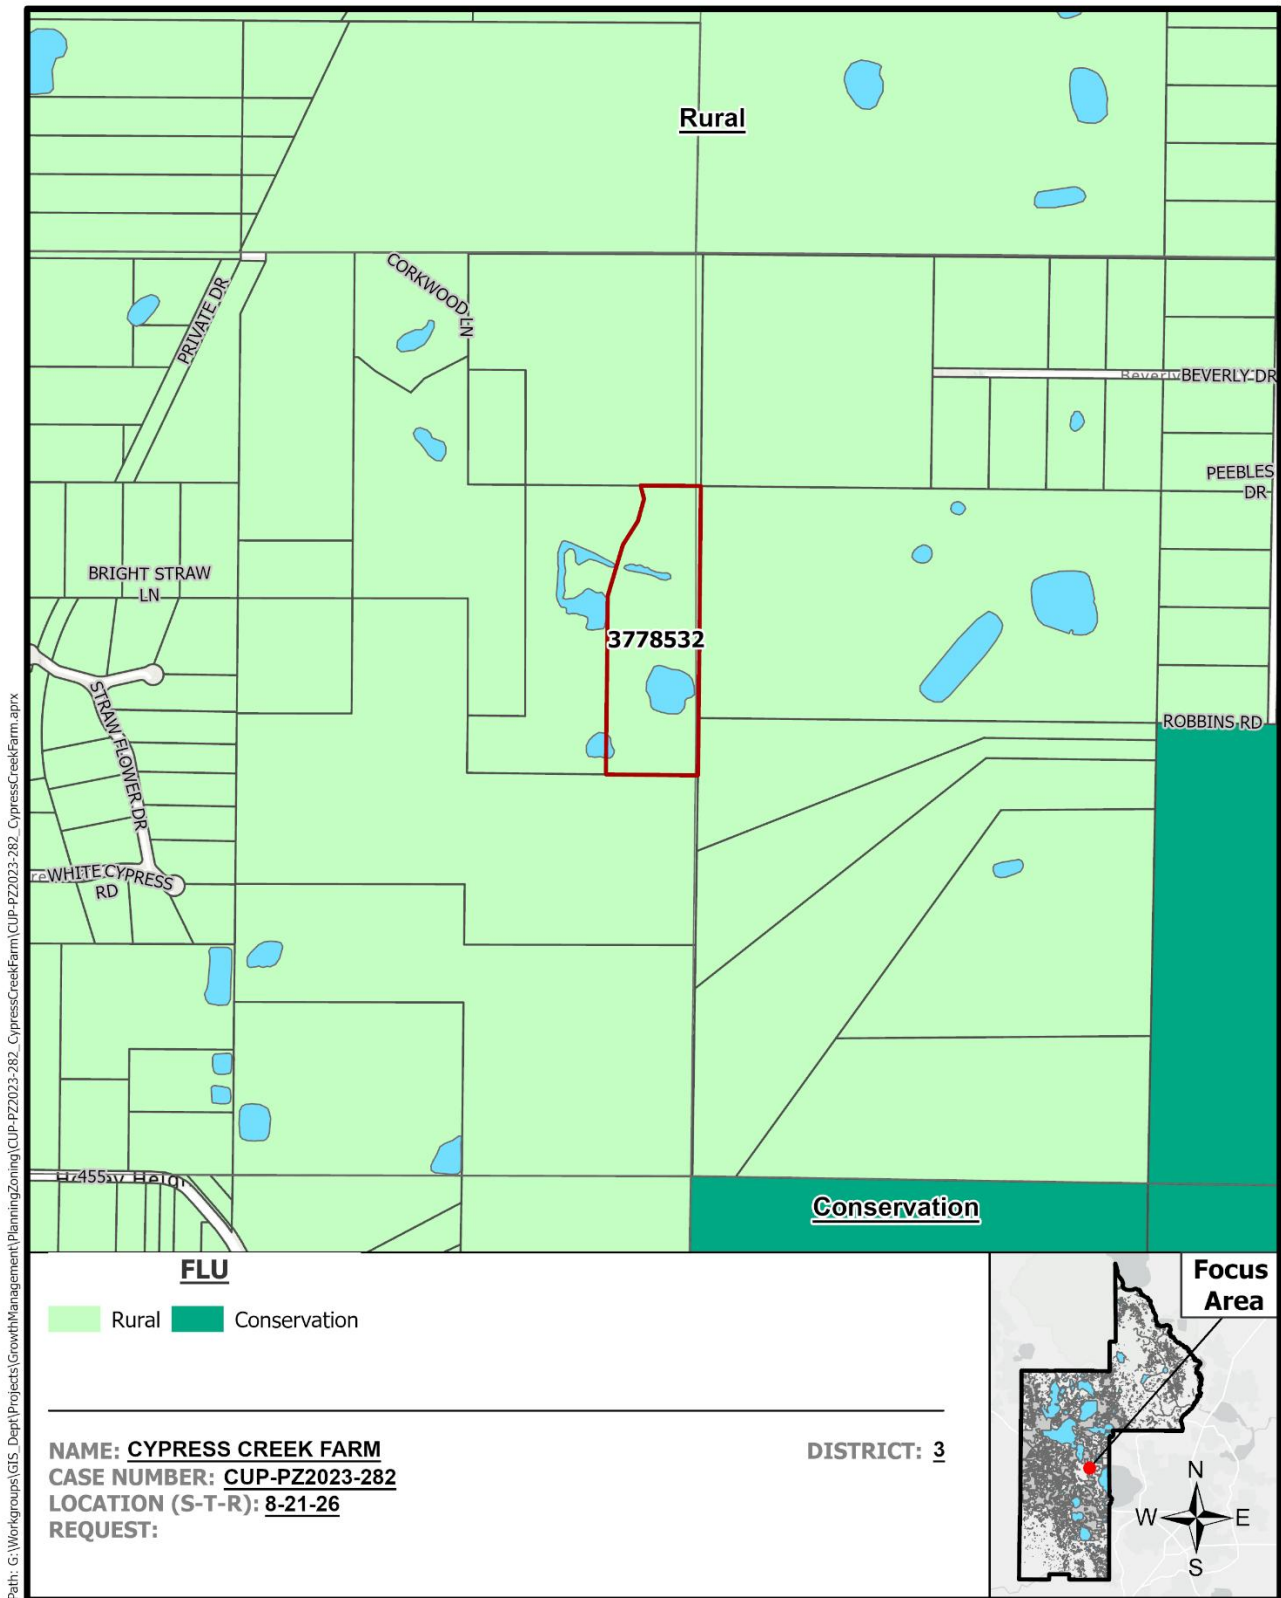 Rural
CORKWOOD LN
PRIVATE DR
Beverly
BEVERLY DR
PEEBLES
DR
BRIGHT STRAW
LN
3778532
STRAW FLOWER DR
ROBBINS RD
WHITE CYPRESS
RD
455
Conservation
FLU
Rural
Conservation
Focus
Area
NAME: CYPRESS CREEK FARM
DISTRICT: 3
CASE NUMBER: CUP-PZ2023-282
LOCATION (S-T-R): 8-21-26
REQUEST:
N
W
E
S
Path: G:\Workgroups\GIS_Dept\Projects\GrowthManagement\PlanningZoning\CUP-PZ2023-282_CypressCreekFarm\CUP-PZ2023-282_CypressCreekFarm.aprx